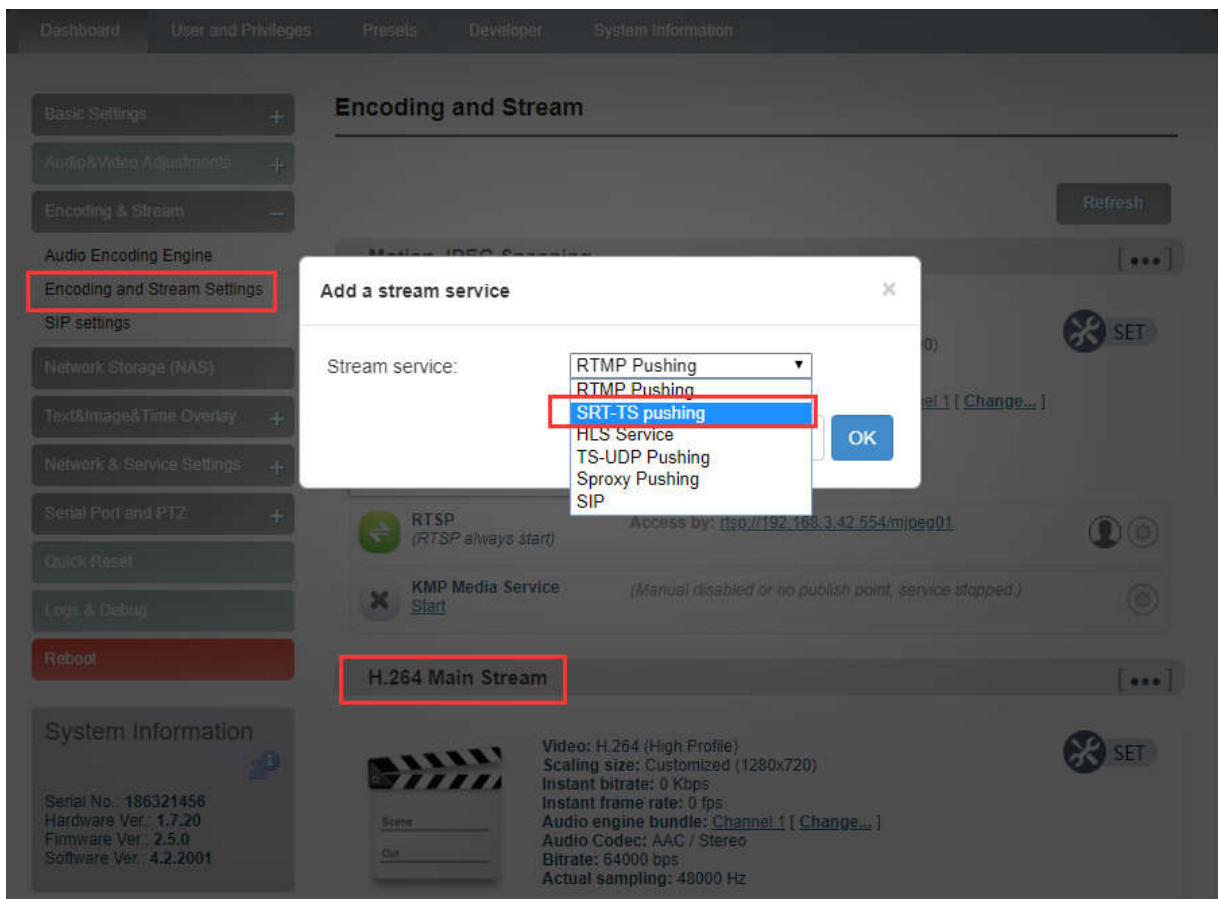 Dashboard User and Privileges Presets Developer System Information
Basic Settings +
Audio&Video Adjustments +
Encoding & Stream –
Audio Encoding Engine
Encoding and Stream Settings
SIP settings
Network Storage (NAS)
Text&Image&Time Overlay +
Network & Service Settings +
Serial Port and PTZ +
Quick Reset
Logs & Debug
Reboot
System Information
Serial No.: 186321456
Hardware Ver.: 1.7.20
Firmware Ver.: 2.5.0
Software Ver.: 4.2.2001
Encoding and Stream
Refresh
[•••]
SET
0)
1 [ Change... ]
Add a stream service ×
Stream service: RTMP Pushing ▼
RTMP Pushing
SRT-TS pushing
HLS Service
TS-UDP Pushing
Sproxy Pushing
SIP
OK
RTSP
(RTSP always start)
Access by: rtsp://192.168.3.42:554/mjpeg01
KMP Media Service
Start
(Manual disabled or no publish point, service stopped.)
H.264 Main Stream [•••]
Scene
Cut
Video: H.264 (High Profile)
Scaling size: Customized (1280x720)
Instant bitrate: 0 Kbps
Instant frame rate: 0 fps
Audio engine bundle: Channel 1 [ Change... ]
Audio Codec: AAC / Stereo
Bitrate: 64000 bps
Actual sampling: 48000 Hz
SET